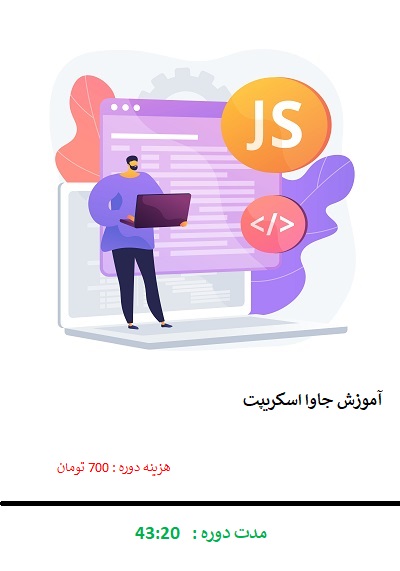 JS
</>
آموزش جاوا اسکریپت
هزینه دوره : 700 تومان
مدت دوره : 43:20